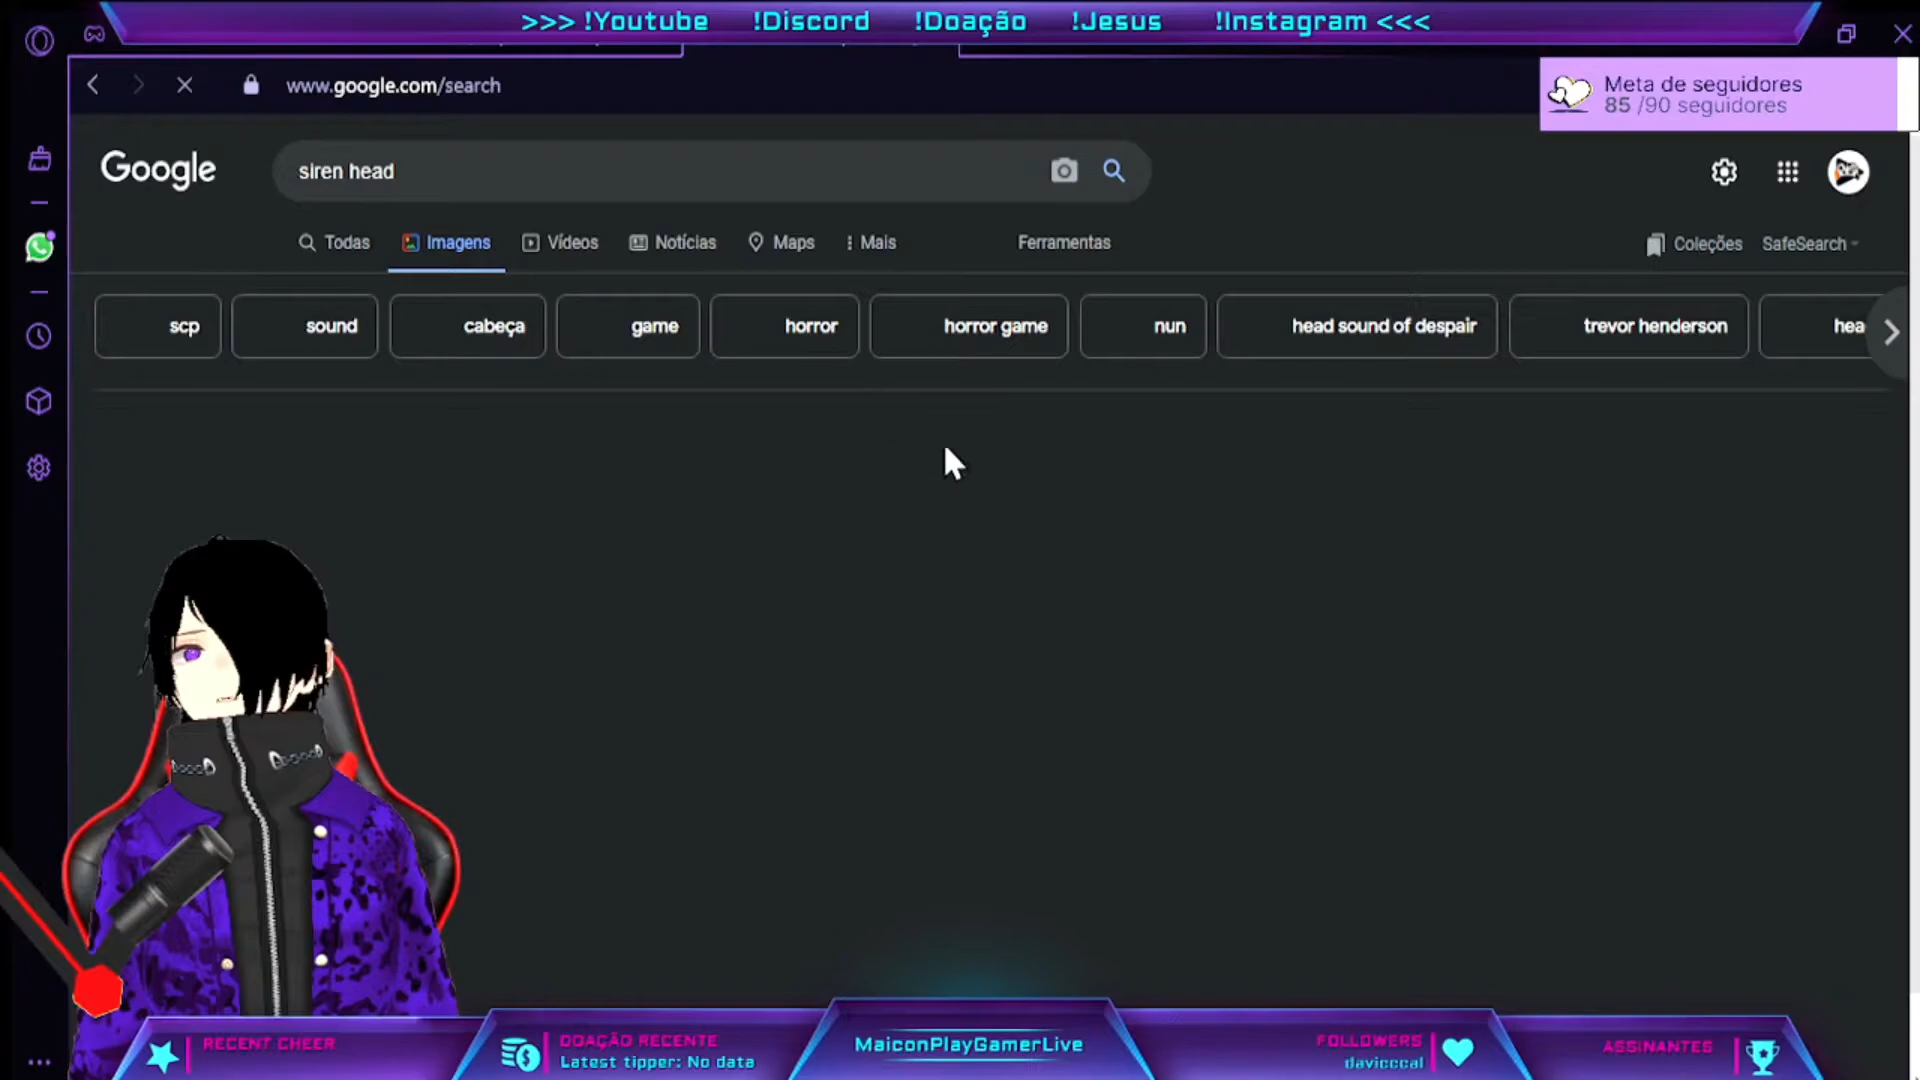 >>> !Youtube !Discord !Doação !Jesus !Instagram <<<
www.google.com/search
Meta de seguidores
85 /90 seguidores
Google
siren head
Todas Imagens Vídeos Notícias Maps Mais Ferramentas Coleções SafeSearch
scp sound cabeça game horror horror game nun head sound of despair trevor henderson hea
RECENT CHEER
DOAÇÃO RECENTE
Latest tipper: No data
MaiconPlayGamerLive
FOLLOWERS
davicccal
ASSINANTES